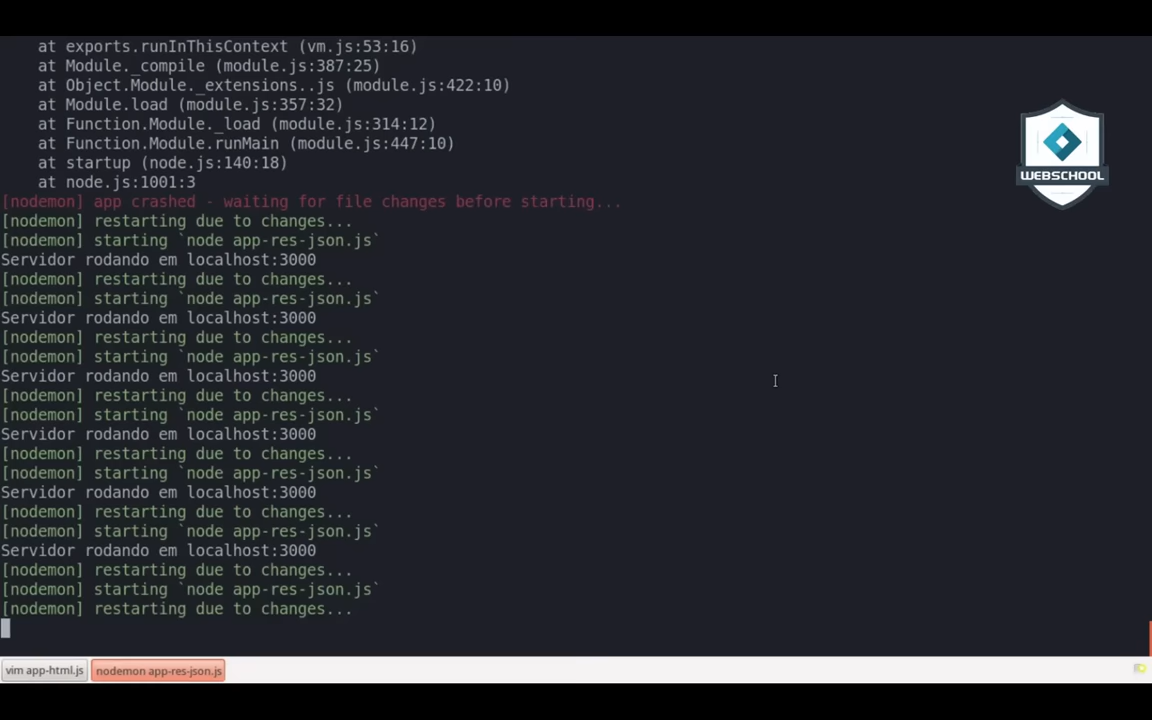 at exports.runInThisContext (vm.js:53:16)
    at Module._compile (module.js:387:25)
    at Object.Module._extensions..js (module.js:422:10)
    at Module.load (module.js:357:32)
    at Function.Module._load (module.js:314:12)
    at Function.Module.runMain (module.js:447:10)
    at startup (node.js:140:18)
    at node.js:1001:3
[nodemon] app crashed - waiting for file changes before starting...
[nodemon] restarting due to changes...
[nodemon] starting `node app-res-json.js`
Servidor rodando em localhost:3000
[nodemon] restarting due to changes...
[nodemon] starting `node app-res-json.js`
Servidor rodando em localhost:3000
[nodemon] restarting due to changes...
[nodemon] starting `node app-res-json.js`
Servidor rodando em localhost:3000
[nodemon] restarting due to changes...
[nodemon] starting `node app-res-json.js`
Servidor rodando em localhost:3000
[nodemon] restarting due to changes...
[nodemon] starting `node app-res-json.js`
Servidor rodando em localhost:3000
[nodemon] restarting due to changes...
[nodemon] starting `node app-res-json.js`
Servidor rodando em localhost:3000
[nodemon] restarting due to changes...
[nodemon] starting `node app-res-json.js`
[nodemon] restarting due to changes...
WEBSCHOOL
vim app-html.js
nodemon app-res-json.js